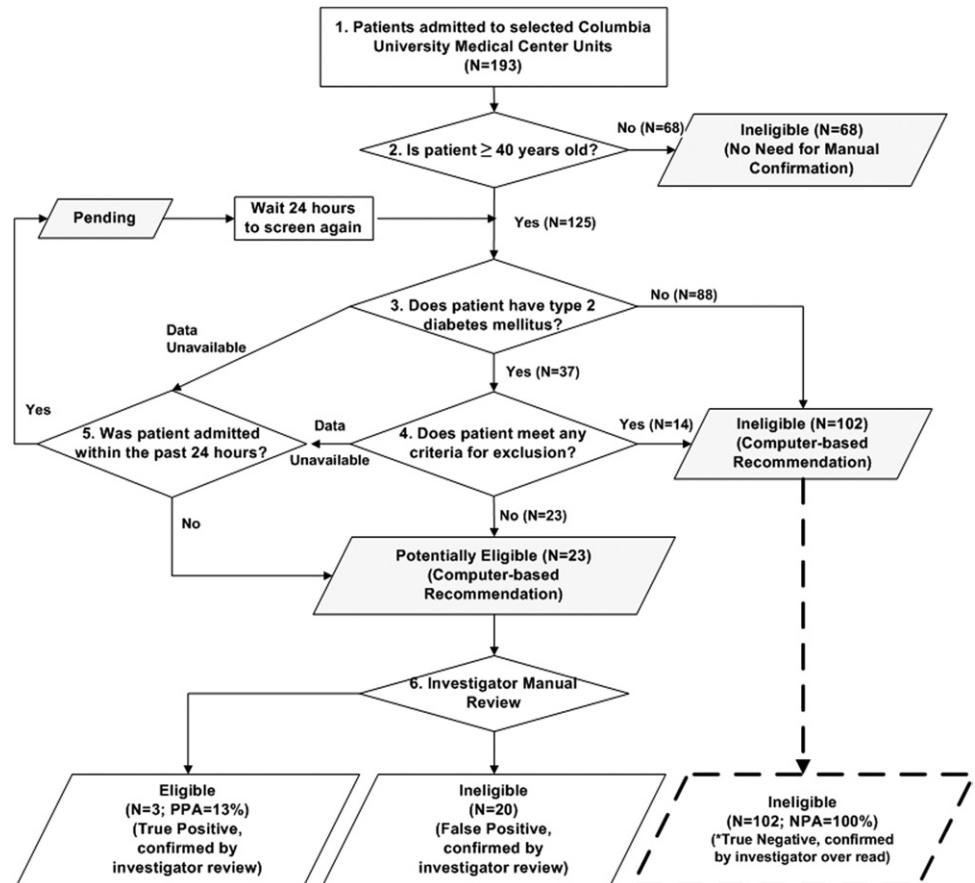 1. Patients admitted to selected Columbia
University Medical Center Units
(N=193)
2. Is patient ≥ 40 years old?
No (N=68)
Ineligible (N=68)
(No Need for Manual
Confirmation)
Pending
Wait 24 hours
to screen again
Yes (N=125)
3. Does patient have type 2
diabetes mellitus?
No (N=88)
Data
Unavailable
Yes (N=37)
Yes
5. Was patient admitted
within the past 24 hours?
Data
Unavailable
4. Does patient meet any
criteria for exclusion?
Yes (N=14)
Ineligible (N=102)
(Computer-based
Recommendation)
No
No (N=23)
Potentially Eligible (N=23)
(Computer-based
Recommendation)
6. Investigator Manual
Review
Eligible
(N=3; PPA=13%)
(True Positive,
confirmed by
investigator review)
Ineligible
(N=20)
(False Positive,
confirmed by
investigator review)
Ineligible
(N=102; NPA=100%)
(*True Negative, confirmed
by investigator over read)